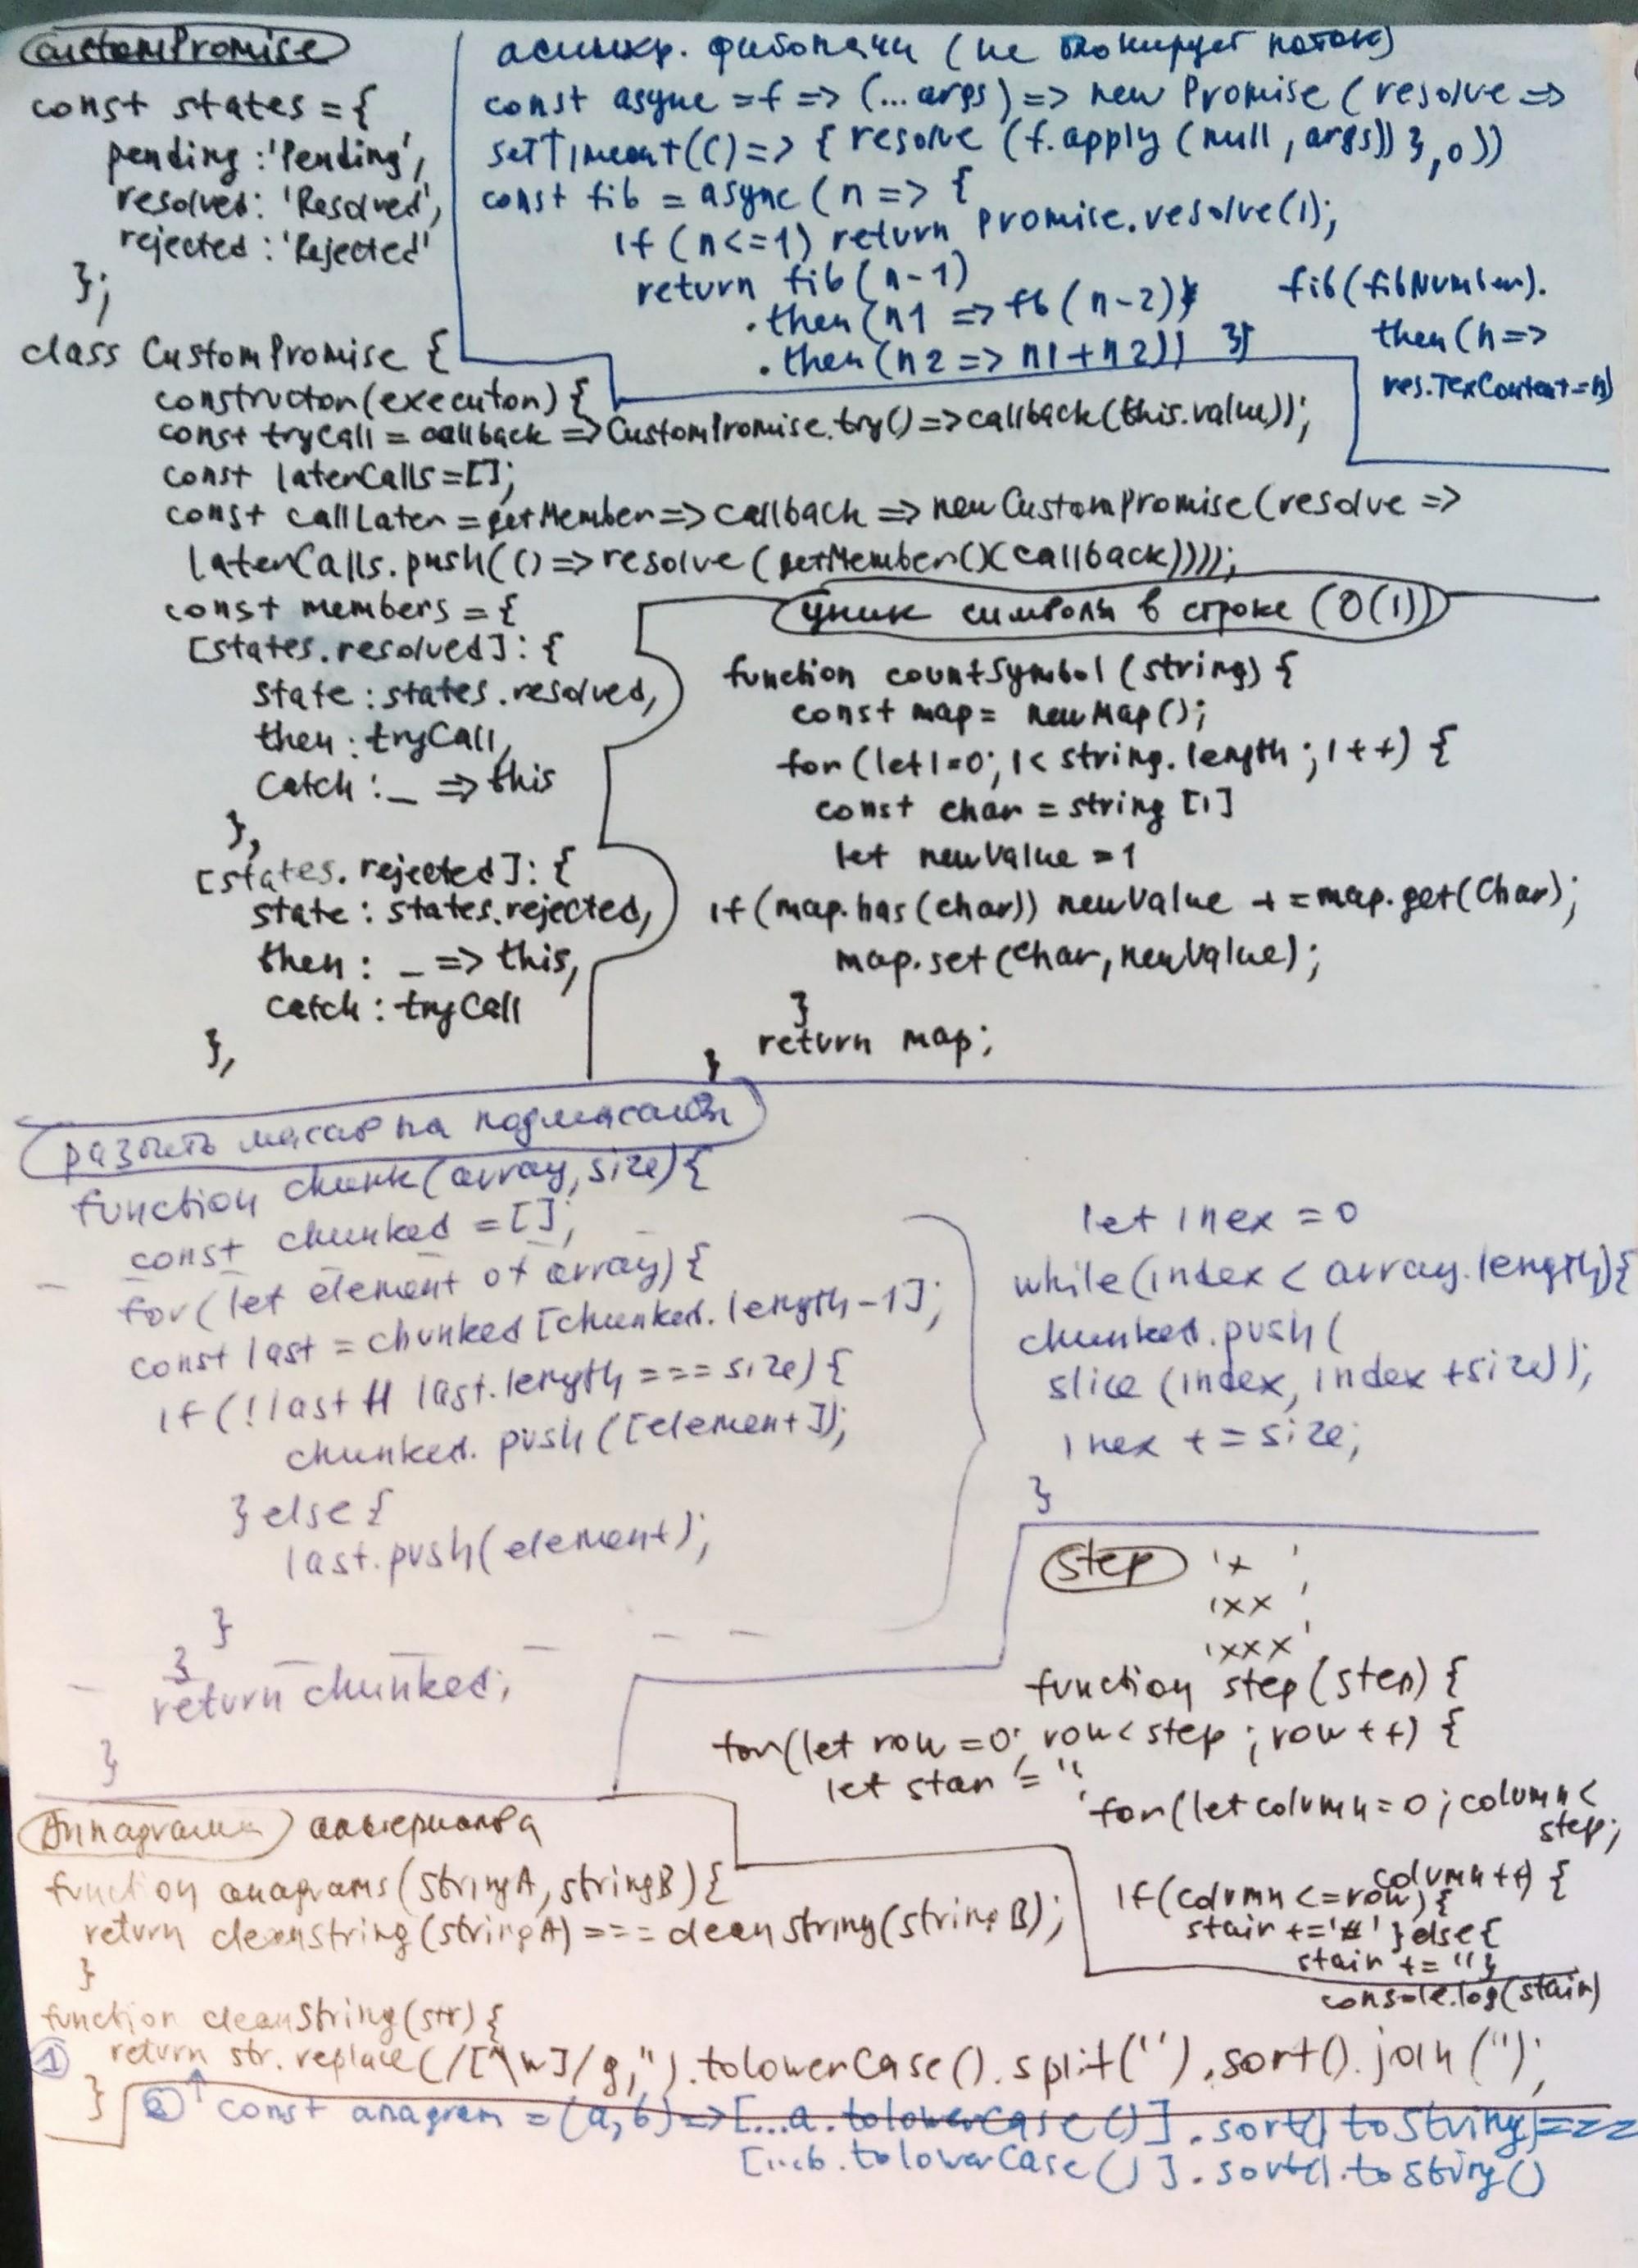 customPromise
const states = {
pending : 'Pending',
resolved: 'Resolved',
rejected : 'Rejected'
};
class CustomPromise {
constructor(executor) {
const tryCall = callback => CustomPromise.try(() => callback(this.value));
const laterCalls = [];
const callLater = getMember => callback => new CustomPromise(resolve =>
laterCalls.push(() => resolve (getMember()(callback))));
const members = {
[states.resolved]: {
state : states.resolved,
then : tryCall,
catch : _ => this
},
[states.rejected]: {
state : states.rejected,
then : _ => this,
catch : tryCall
},
асинхр. фибоначи (не блокирует поток)
const async = f => (...args) => new Promise (resolve =>
setTimeout(() => { resolve (f.apply (null, args)) }, 0))
const fib = async (n => {
if (n <= 1) return promise.resolve(1);
return fib(n-1)
.then(n1 => fib(n-2))
.then(n2 => n1+n2)) })
fib(fibNumber).
then(n =>
res.TexContent = n)
уник символы в строке (O(1))
function countSymbol (string) {
const map = new Map();
for (let i=0; i< string.length ; i++) {
const char = string [i]
let newValue = 1
if (map.has(char)) newValue += map.get(Char);
map.set(char, newValue);
}
return map;
}
разбить масив на подмасивы
function chunk(array, size){
const chunked = [];
for(let element of array) {
const last = chunked [chunked.length-1];
if (!last || last.length === size) {
chunked.push([element]);
} else {
last.push(element);
}
}
return chunked;
}
let inex = 0
while(index < array.length){
chunked.push(
slice (index, index +size));
inex += size;
}
step 'x ',
'xx ',
'xxx'
function step (step) {
for(let row = 0; row < step ; row ++) {
let stair = ''
for(let column = 0 ; column <
step;
column++) {
if(column <= row) {
stair +='#' } else {
stair += ''}
console.log(stair)
Аннаграма
function anagrams(stringA, stringB){
return cleanstring(stringA) === cleanString(stringB);
}
function cleanString(str) {
① return str.replace(/[^\w]/g,'').toLowerCase().split('').sort().join('');
}
② ↑ const anagram = (a, b) => [...a.toLowerCase()].sort().toString() ===
[...b.toLowerCase()].sort().toString()